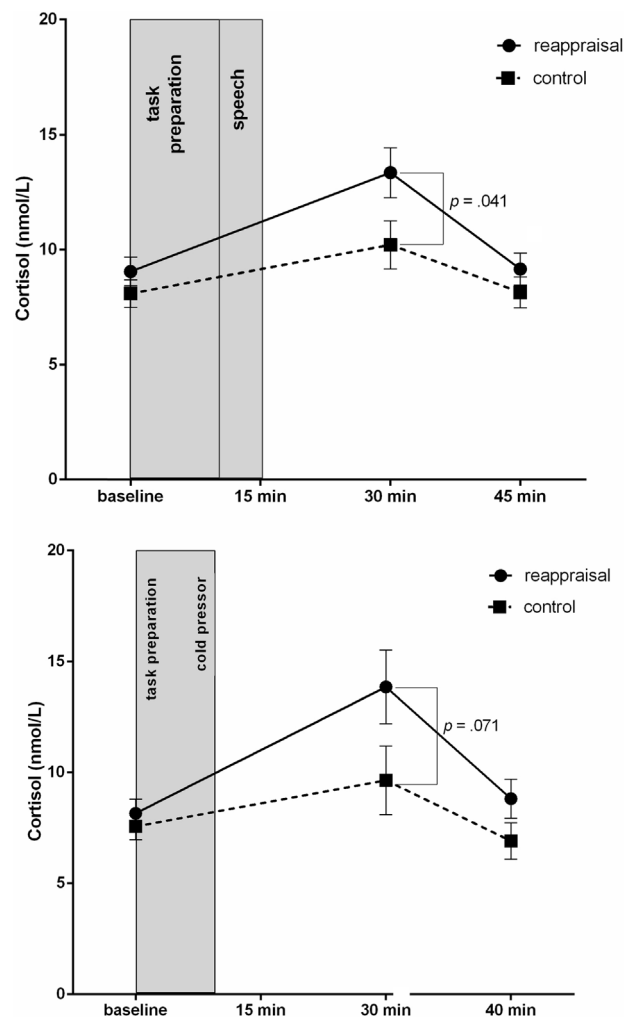 20
15
10
5
0
Cortisol (nmol/L)
task
preparation
speech
reappraisal
control
p = .041
baseline
15 min
30 min
45 min
20
15
10
5
0
Cortisol (nmol/L)
task preparation
cold pressor
reappraisal
control
p = .071
baseline
15 min
30 min
40 min